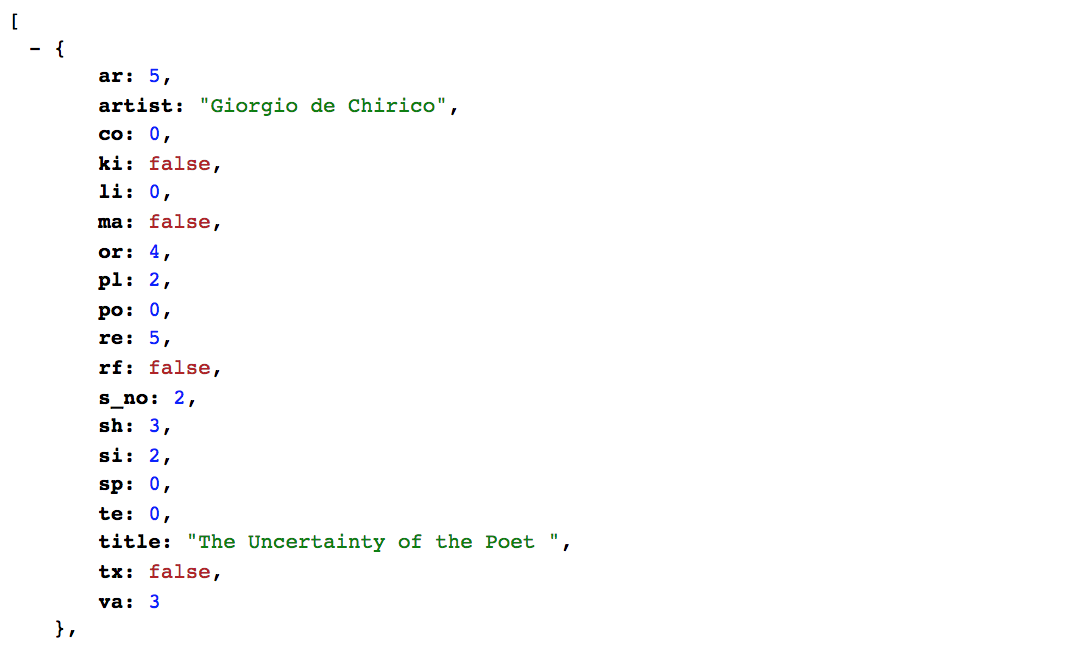 [
- {
ar: 5,
artist: "Giorgio de Chirico",
co: 0,
ki: false,
li: 0,
ma: false,
or: 4,
pl: 2,
po: 0,
re: 5,
rf: false,
s_no: 2,
sh: 3,
si: 2,
sp: 0,
te: 0,
title: "The Uncertainty of the Poet ",
tx: false,
va: 3
},